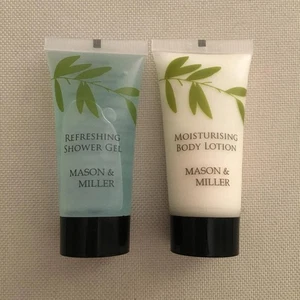 REFRESHING
SHOWER GEL
MASON &
MILLER
MOISTURISING
BODY LOTION
MASON &
MILLER